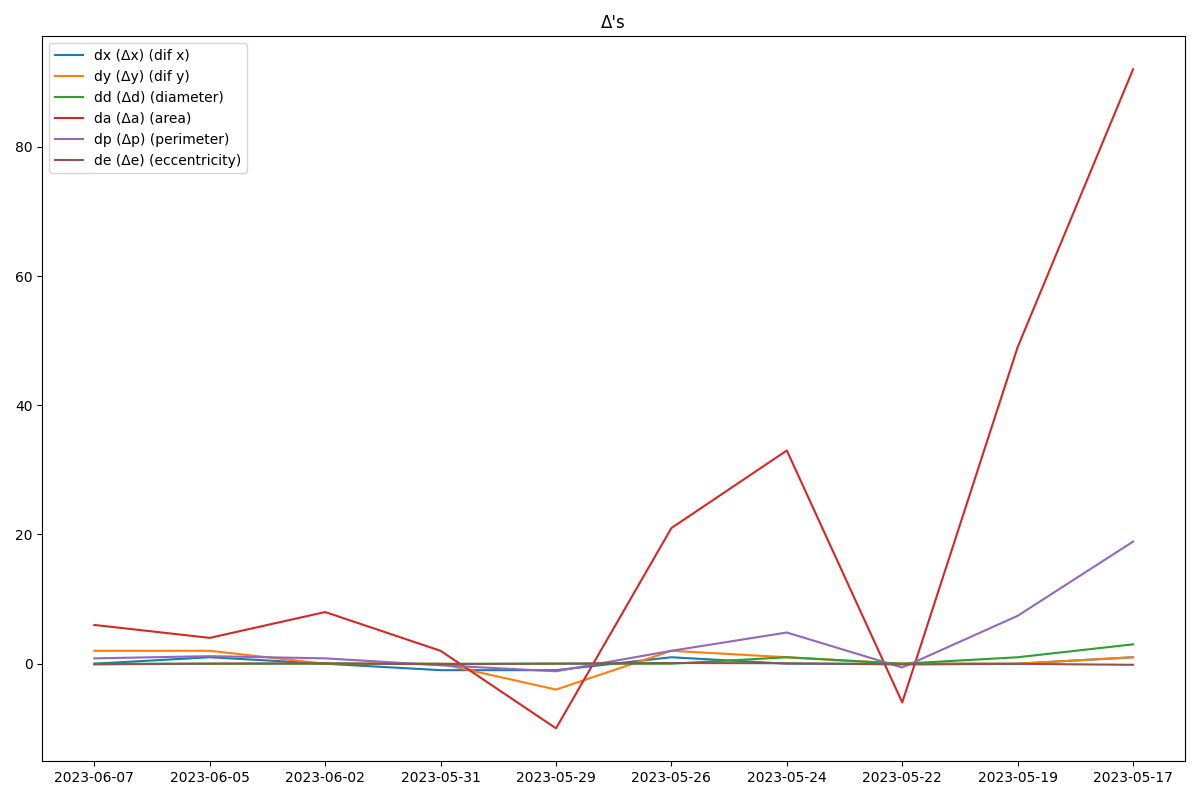 Δ's
dx (Δx) (dif x)
dy (Δy) (dif y)
dd (Δd) (diameter)
da (Δa) (area)
dp (Δp) (perimeter)
de (Δe) (eccentricity)
80
60
40
20
0
2023-06-07 2023-06-05 2023-06-02 2023-05-31 2023-05-29 2023-05-26 2023-05-24 2023-05-22 2023-05-19 2023-05-17